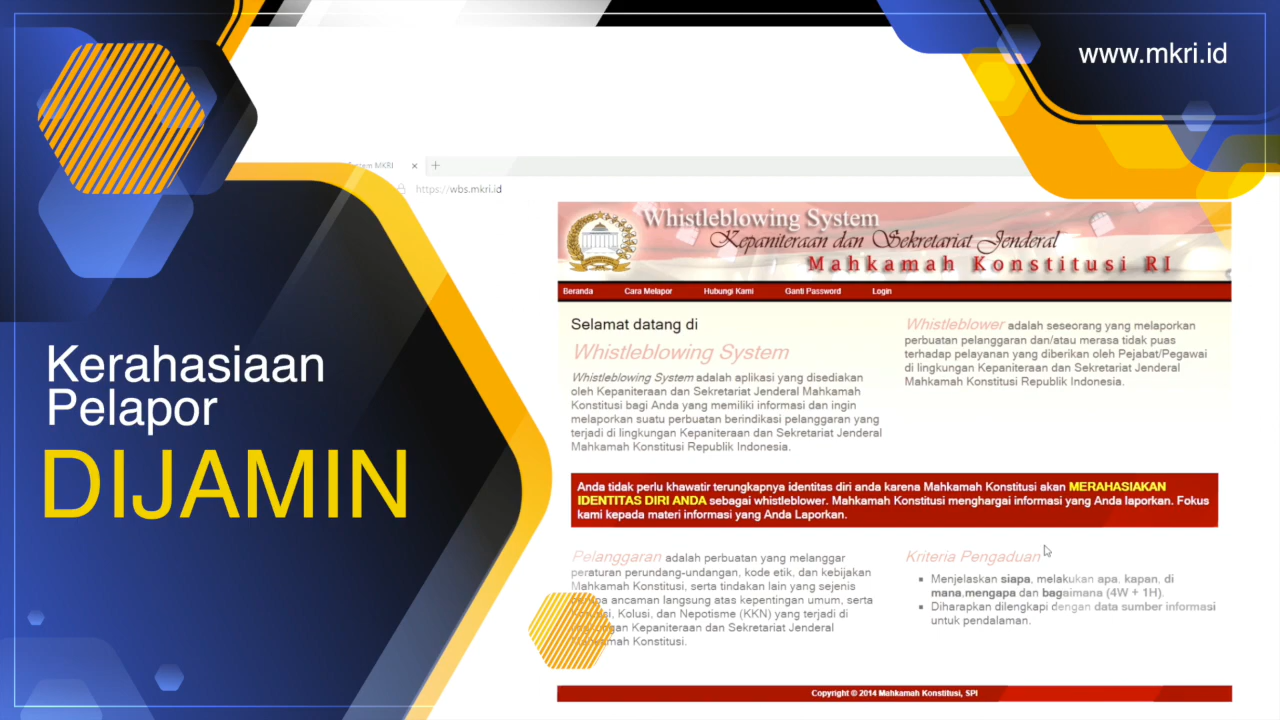 www.mkri.id
System MKRI
https://wbs.mkri.id
Whistleblowing System
Kepaniteraan dan Sekretariat Jenderal
Mahkamah Konstitusi RI
Beranda Cara Melapor Hubungi Kami Ganti Password Login
Kerahasiaan
Pelapor
DIJAMIN
Selamat datang di
Whistleblowing System
Whistleblowing System adalah aplikasi yang disediakan
oleh Kepaniteraan dan Sekretariat Jenderal Mahkamah
Konstitusi bagi Anda yang memiliki informasi dan ingin
melaporkan suatu perbuatan berindikasi pelanggaran yang
terjadi di lingkungan Kepaniteraan dan Sekretariat Jenderal
Mahkamah Konstitusi Republik Indonesia.
Whistleblower adalah seseorang yang melaporkan
perbuatan pelanggaran dan/atau merasa tidak puas
terhadap pelayanan yang diberikan oleh Pejabat/Pegawai
di lingkungan Kepaniteraan dan Sekretariat Jenderal
Mahkamah Konstitusi Republik Indonesia.
Anda tidak perlu khawatir terungkapnya identitas diri anda karena Mahkamah Konstitusi akan MERAHASIAKAN
IDENTITAS DIRI ANDA sebagai whistleblower. Mahkamah Konstitusi menghargai informasi yang Anda laporkan. Fokus
kami kepada materi informasi yang Anda Laporkan.
Pelanggaran adalah perbuatan yang melanggar
peraturan perundang-undangan, kode etik, dan kebijakan
Mahkamah Konstitusi, serta tindakan lain yang sejenis
berupa ancaman langsung atas kepentingan umum, serta
Korupsi, Kolusi, dan Nepotisme (KKN) yang terjadi di
lingkungan Kepaniteraan dan Sekretariat Jenderal
Mahkamah Konstitusi.
Kriteria Pengaduan
Menjelaskan siapa, melakukan apa, kapan, di
mana,mengapa dan bagaimana (4W + 1H).
Diharapkan dilengkapi dengan data sumber informasi
untuk pendalaman.
Copyright © 2014 Mahkamah Konstitusi, SPI